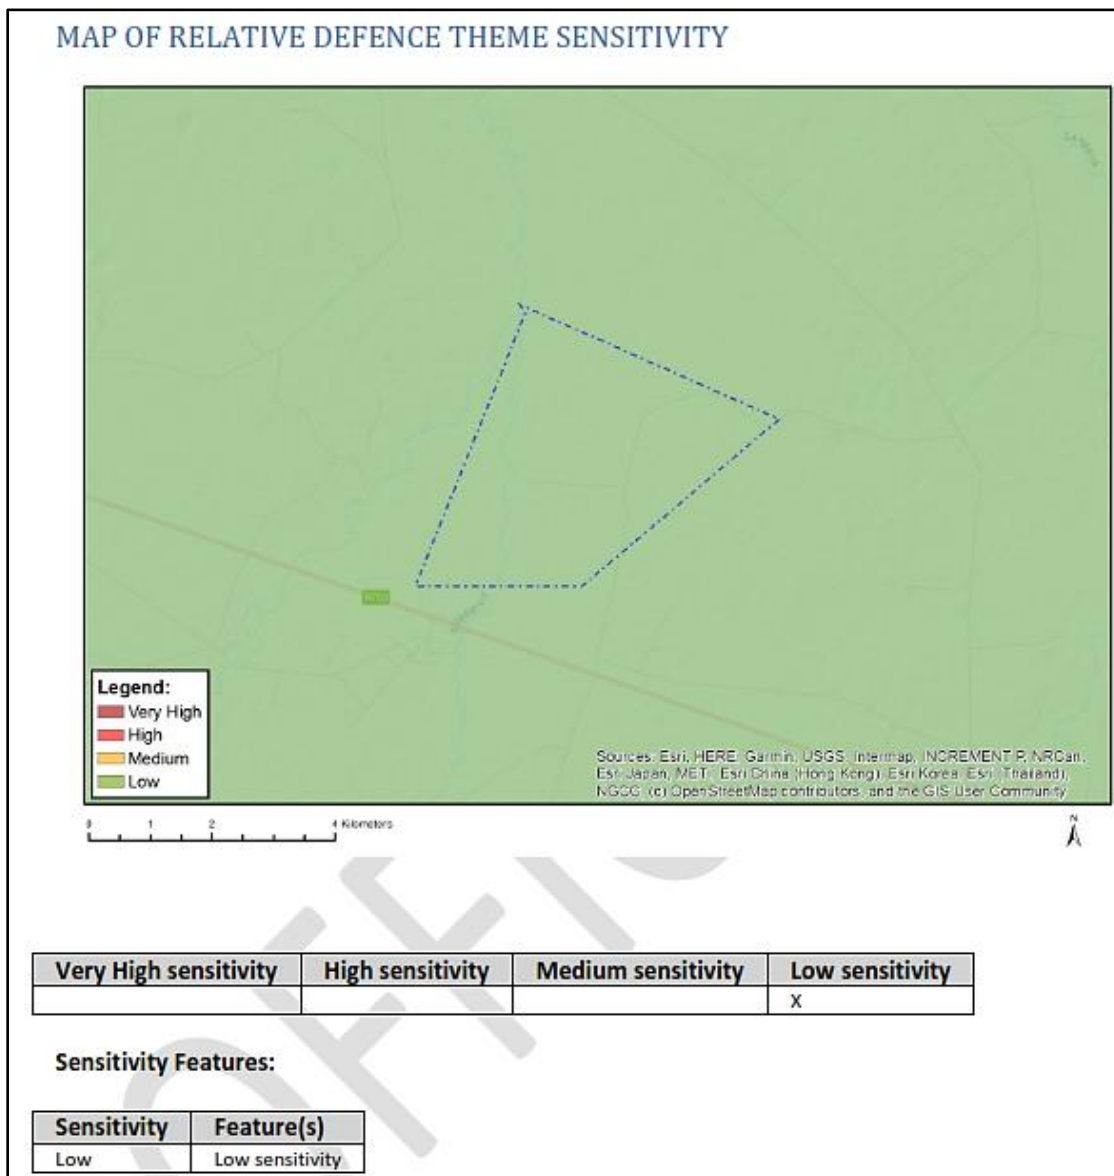 MAP OF RELATIVE DEFENCE THEME SENSITIVITY
Legend:
Very High
High
Medium
Low
Sources: Esri, HERE, Garmin, USGS, Intermap, INCREMENT P, NRCan,
Esri Japan, METI, Esri China (Hong Kong), Esri Korea, Esri (Thailand),
NGCC, (c) OpenStreetMap contributors, and the GIS User Community
0 1 2 4 Kilometers
N
Very High sensitivity High sensitivity Medium sensitivity Low sensitivity
X
Sensitivity Features:
Sensitivity Feature(s)
Low Low sensitivity